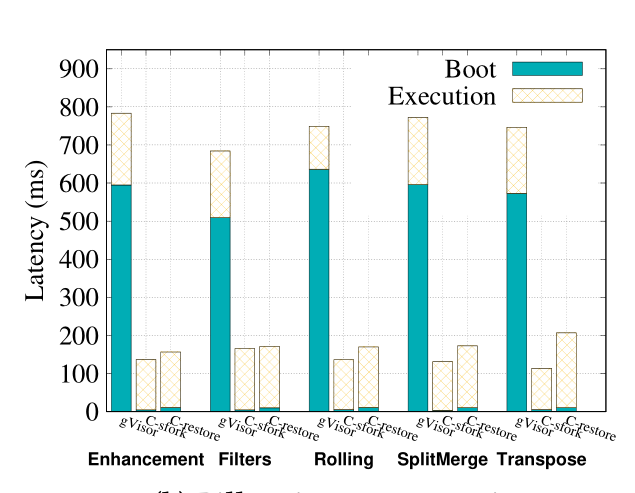 Boot
Execution
Latency (ms)
900
800
700
600
500
400
300
200
100
0
gVisor C-sfork C-restore gVisor C-sfork C-restore gVisor C-sfork C-restore gVisor C-sfork C-restore gVisor C-sfork C-restore
Enhancement Filters Rolling SplitMerge Transpose